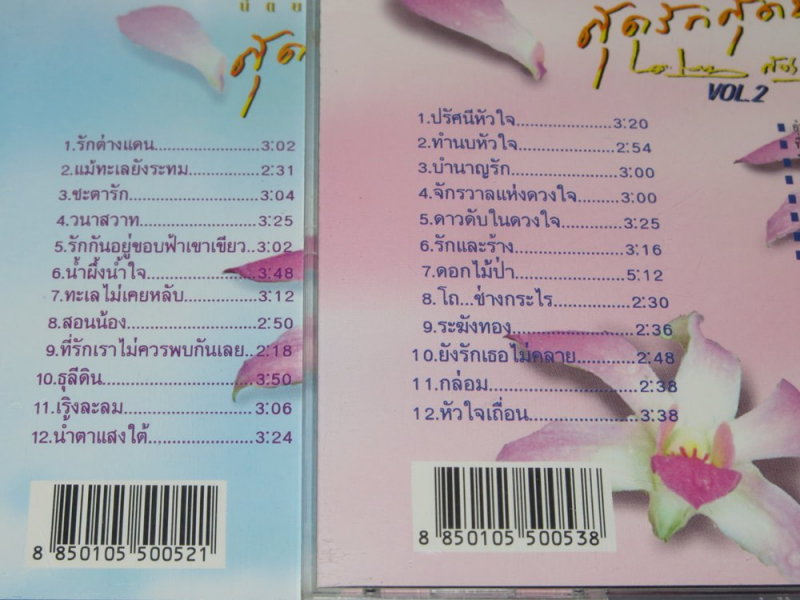 สุด
1.รักต่างแดน 3:02
2.แม้ทะเลยังระทม 2:31
3.ชะตารัก 3:04
4.วนาสวาท 3:25
5.รักกันอยู่ขอบฟ้าเขาเขียว 3:02
6.น้ำผึ้งน้ำใจ 3:48
7.ทะเลไม่เคยหลับ 3:12
8.สอนน้อง 2:50
9.ที่รักเราไม่ควรพบกันเลย 2:18
10.ธุลีดิน 3:50
11.เริงละลม 3:06
12.น้ำตาแสงใต้ 3:24
8 850105 500521
สุดรักสุด
VOL.2
1.ปรัศนีหัวใจ 3:20
2.ทำนบหัวใจ 2:54
3.บำนาญรัก 3:00
4.จักรวาลแห่งดวงใจ 3:00
5.ดาวดับในดวงใจ 3:25
6.รักและร้าง 3:16
7.ดอกไม้ป่า 5:12
8.โถ...ช่างกระไร 2:30
9.ระฆังทอง 2:36
10.ยังรักเธอไม่คลาย 2:48
11.กล่อม 2:38
12.หัวใจเถื่อน 3:38
8 850105 500538